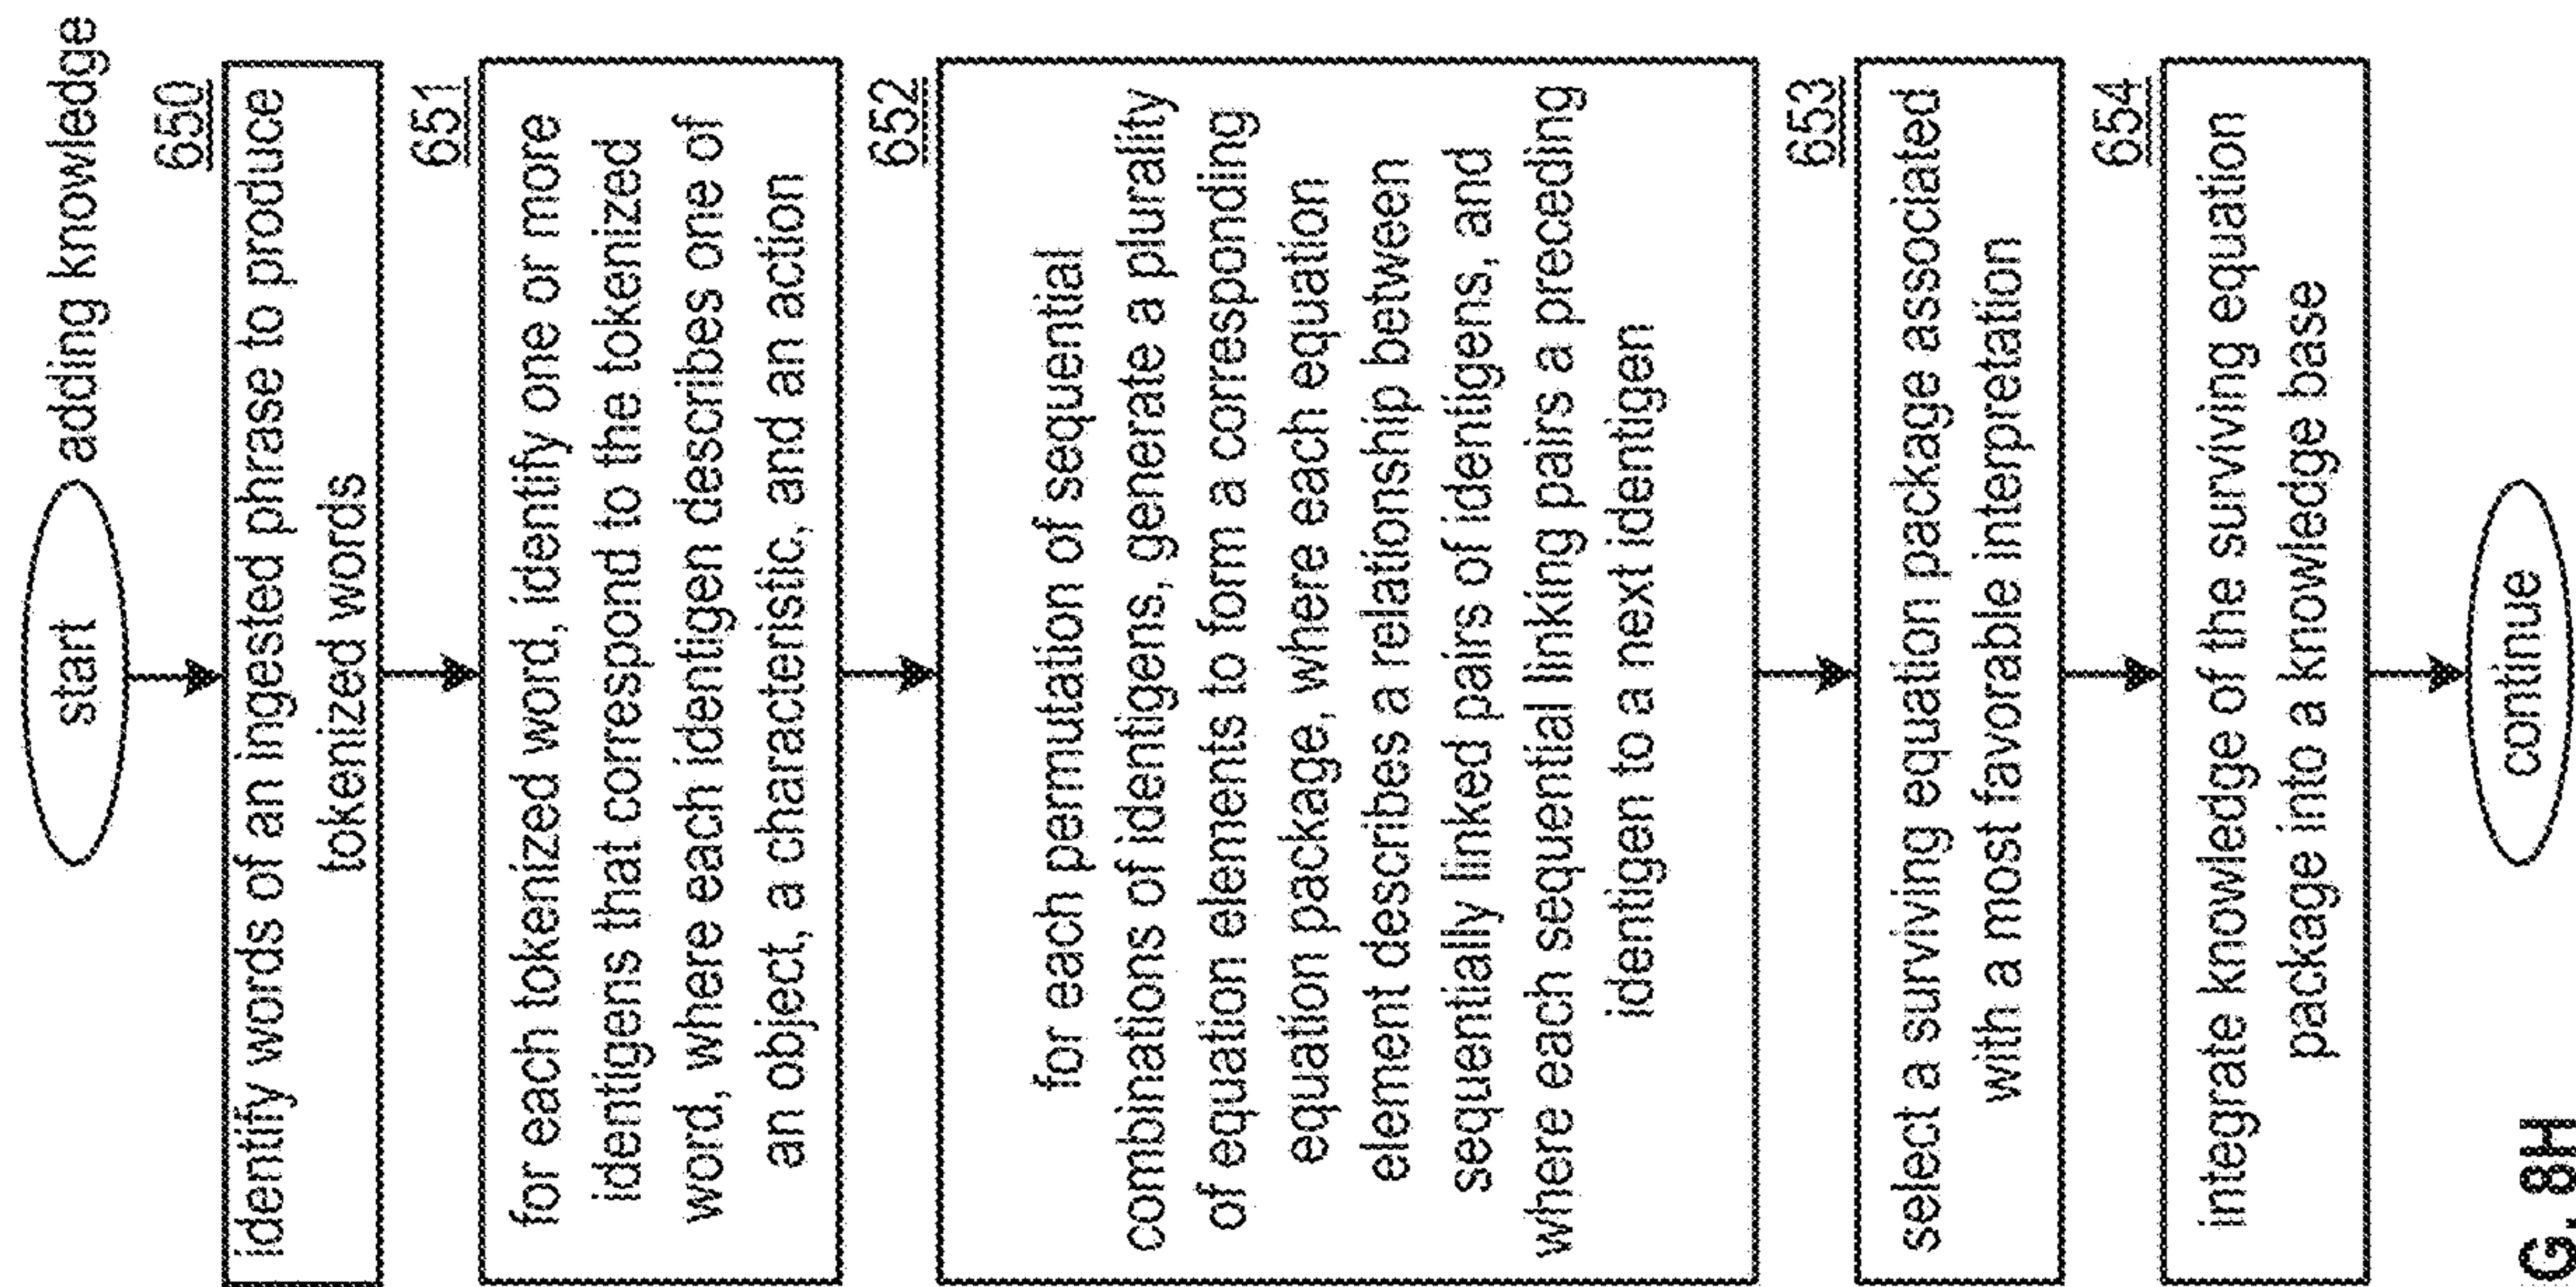 start
adding knowledge
650
identify words of an ingested phrase to produce
tokenized words
651
for each tokenized word, identify one or more
identigens that correspond to the tokenized
word, where each identigen describes one of
an object, a characteristic, and an action
652
for each permutation of sequential
combinations of identigens, generate a plurality
of equation elements to form a corresponding
equation package, where each equation
element describes a relationship between
sequentially linked pairs of identigens, and
where each sequential linking pairs a preceding
identigen to a next identigen
653
select a surviving equation package associated
with a most favorable interpretation
654
integrate knowledge of the surviving equation
package into a knowledge base
continue
G. 8H